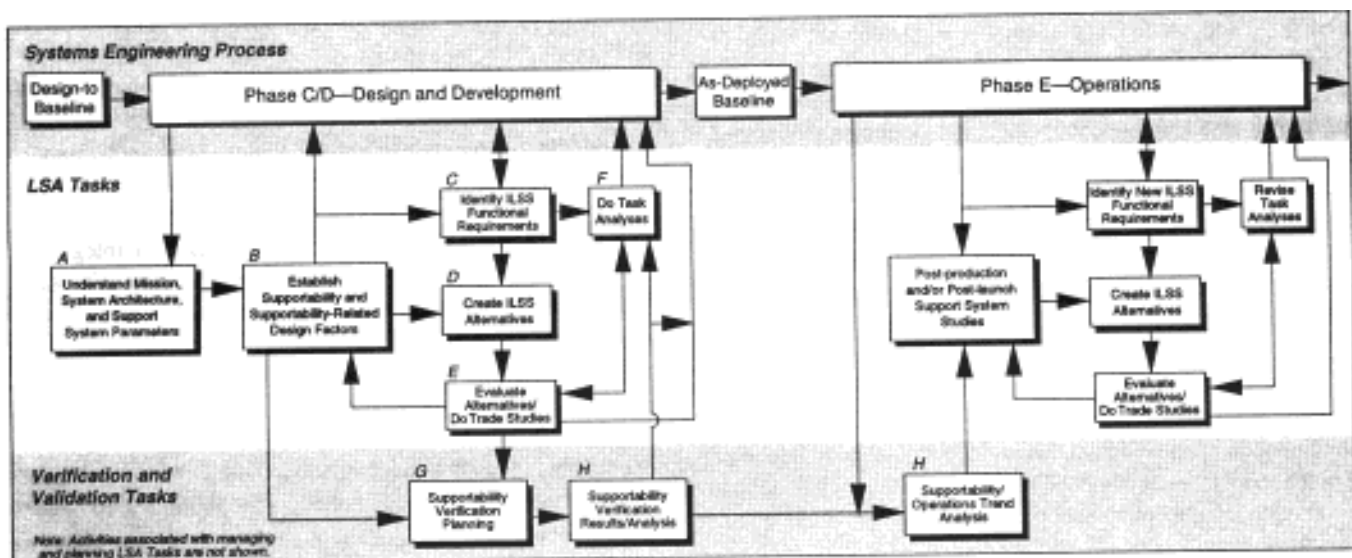 Systems Engineering Process
Design-to
Baseline
Phase C/D—Design and Development
As-Deployed
Baseline
Phase E—Operations
LSA Tasks
A
Understand Mission,
System Architecture,
and Support
System Parameters
B
Establish
Supportability and
Supportability-Related
Design Factors
C
Identify ILSS
Functional
Requirements
D
Create ILSS
Alternatives
E
Evaluate
Alternatives/
Do Trade Studies
F
Do Task
Analyses
Identify New ILSS
Functional
Requirements
Revise
Task
Analyses
Post-production
and/or Post-launch
Support System
Studies
Create ILSS
Alternatives
Evaluate
Alternatives/
Do Trade Studies
Verification and
Validation Tasks
G
Supportability
Verification
Planning
H
Supportability
Verification
Results/Analysis
H
Supportability/
Operations Trend
Analysis
Note: Activities associated with managing
and planning LSA Tasks are not shown.